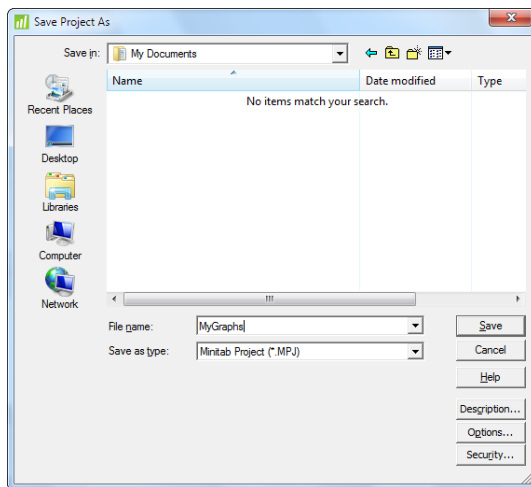 Save Project As
Save in: My Documents
Name Date modified Type
No items match your search.
Recent Places
Desktop
Libraries
Computer
Network
File name: MyGraphs Save
Save as type: Minitab Project (*.MPJ) Cancel
Help
Description...
Options...
Security...